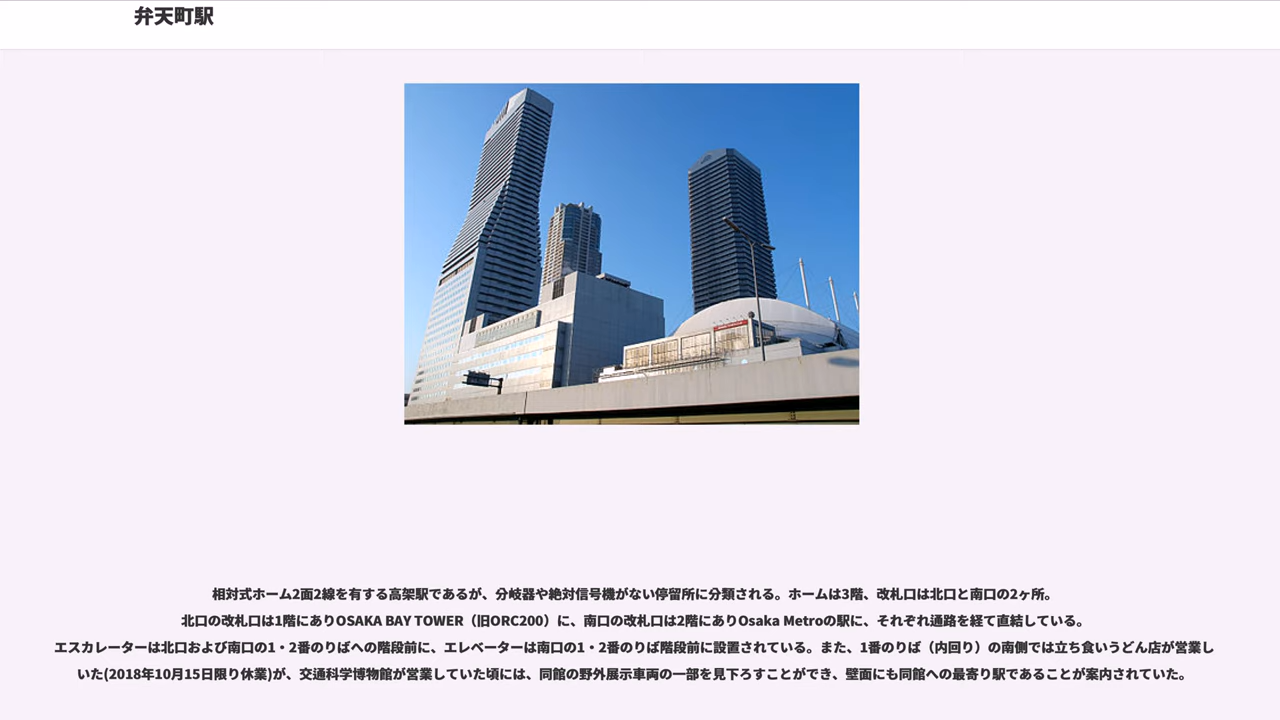 弁天町駅
相対式ホーム2面2線を有する高架駅であるが、分岐器や絶対信号機がない停留所に分類される。ホームは3階、改札口は北口と南口の2ヶ所。
北口の改札口は1階にありOSAKA BAY TOWER（旧ORC200）に、南口の改札口は2階にありOsaka Metroの駅に、それぞれ通路を経て直結している。
エスカレーターは北口および南口の1・2番のりばへの階段前に、エレベーターは南口の1・2番のりば階段前に設置されている。また、1番のりば（内回り）の南側では立ち食いうどん店が営業し
いた(2018年10月15日限り休業)が、交通科学博物館が営業していた頃には、同館の野外展示車両の一部を見下ろすことができ、壁面にも同館への最寄り駅であることが案内されていた。